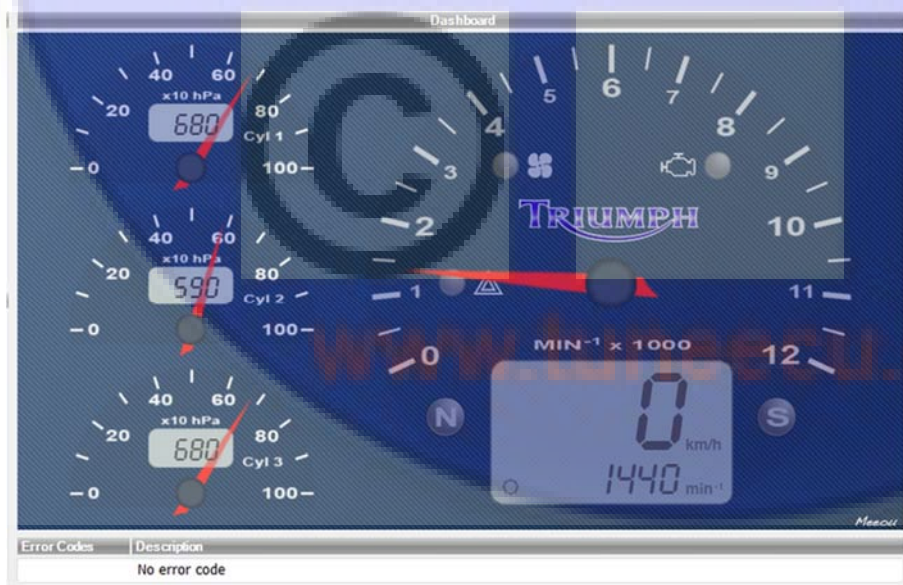 Dashboard
0 20 40 60 80 100
x10 hPa
680
Cyl 1
0 20 40 60 80 100
x10 hPa
590
Cyl 2
0 20 40 60 80 100
x10 hPa
680
Cyl 3
©
0 1 2 3 4 5 6 7 8 9 10 11 12
TRIUMPH
MIN⁻¹ x 1000
www.tuneecu.
N
S
0 km/h
1440 min⁻¹
Meecu
Error Codes Description
No error code